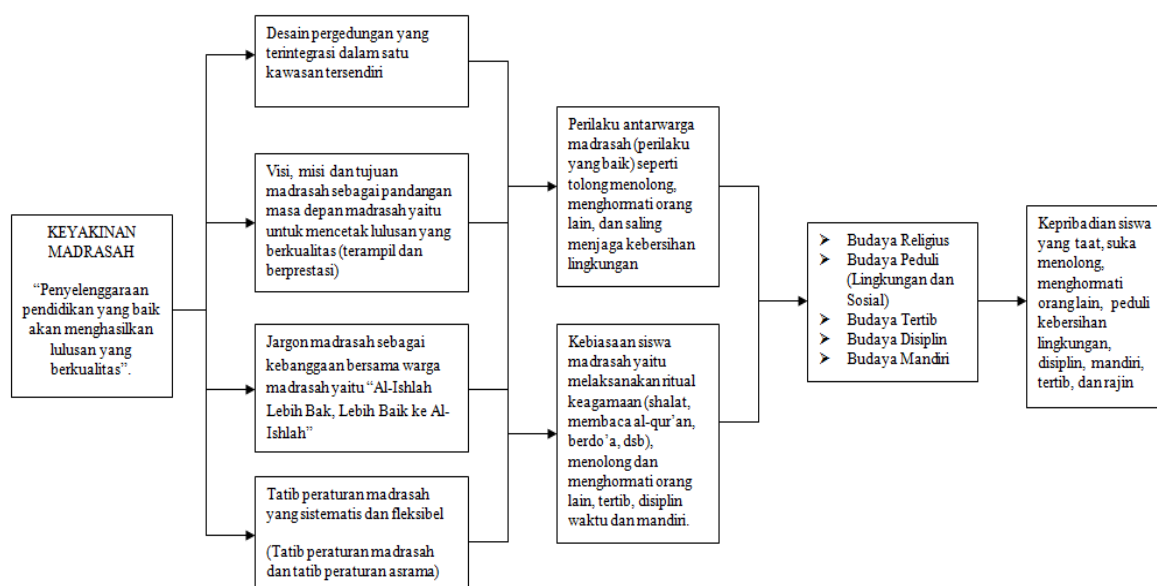 KEYAKINAN
MADRASAH
“Penyelenggaraan
pendidikan yang baik
akan menghasilkan
lulusan yang
berkualitas”.
Desain pergedungan yang
terintegrasi dalam satu
kawasan tersendiri
Visi, misi dan tujuan
madrasah sebagai pandangan
masa depan madrasah yaitu
untuk mencetak lulusan yang
berkualitas (terampil dan
berprestasi)
Jargon madrasah sebagai
kebanggaan bersama warga
madrasah yaitu “Al-Ishlah
Lebih Bak, Lebih Baik ke Al-
Ishlah”
Tatib peraturan madrasah
yang sistematis dan fleksibel
(Tatib peraturan madrasah
dan tatib peraturan asrama)
Perilaku antarwarga
madrasah (perilaku
yang baik) seperti
tolong menolong,
menghormati orang
lain, dan saling
menjaga kebersihan
lingkungan
Kebiasaan siswa
madrasah yaitu
melaksanakan ritual
keagamaan (shalat,
membaca al-qur’an,
berdo’a, dsb),
menolong dan
menghormati orang
lain, tertib, disiplin
waktu dan mandiri.
➢ Budaya Religius
➢ Budaya Peduli
(Lingkungan dan
Sosial)
➢ Budaya Tertib
➢ Budaya Disiplin
➢ Budaya Mandiri
Kepribadian siswa
yang taat, suka
menolong,
menghormati
orang lain, peduli
kebersihan
lingkungan,
disiplin, mandiri,
tertib, dan rajin